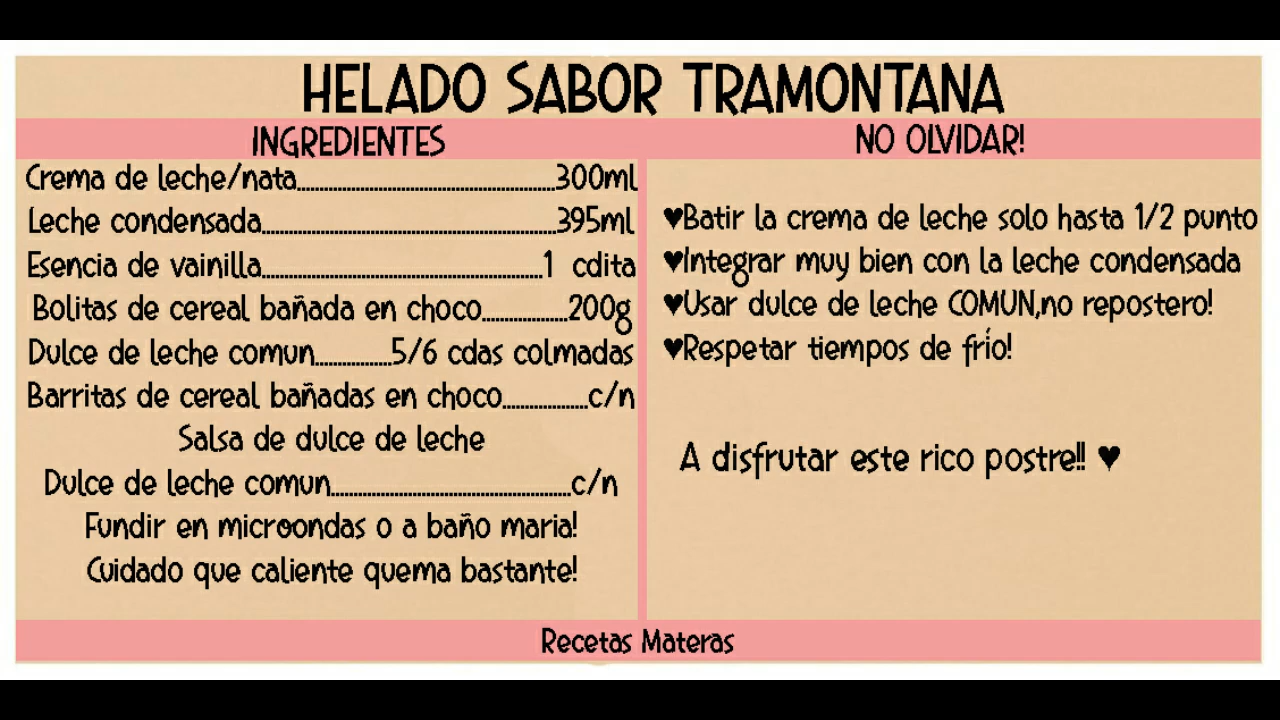 HELADO SABOR TRAMONTANA
INGREDIENTES
Crema de leche/nata...............................................300ml
Leche condensada.....................................................395ml
Esencia de vainilla...................................................1 cdita
Bolitas de cereal bañada en choco................200g
Dulce de leche comun..............5/6 cdas colmadas
Barritas de cereal bañadas en choco................c/n
Salsa de dulce de leche
Dulce de leche comun...........................................c/n
Fundir en microondas o a baño maria!
Cuidado que caliente quema bastante!
NO OLVIDAR!
♥Batir la crema de leche solo hasta 1/2 punto
♥Integrar muy bien con la leche condensada
♥Usar dulce de leche COMUN,no repostero!
♥Respetar tiempos de frío!
A disfrutar este rico postre!! ♥
Recetas Materas